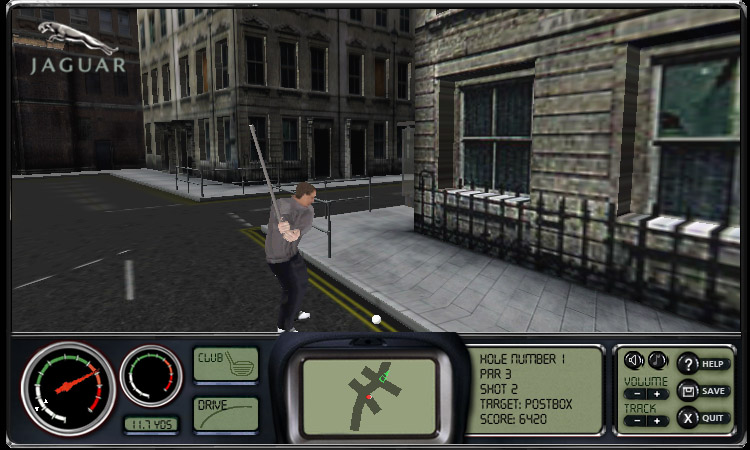 JAGUAR
CLUB
DRIVE
11.7 YDS
HOLE NUMBER 1
PAR 3
SHOT 2
TARGET: POSTBOX
SCORE: 6420
VOLUME
- +
TRACK
- +
? HELP
SAVE
X QUIT